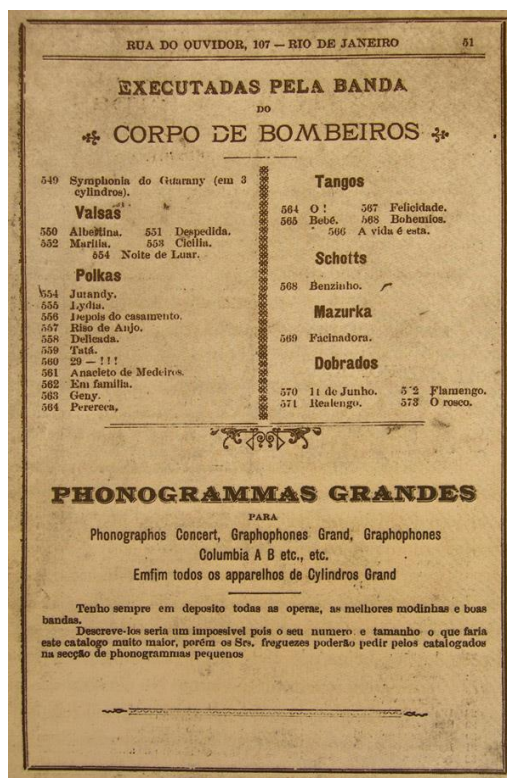 RUA DO OUVIDOR, 107 — RIO DE JANEIRO 51
EXECUTADAS PELA BANDA
DO
CORPO DE BOMBEIROS
549 Symphonia do Guarany (em 3
cylindros).
Valsas
550 Albertina. 551 Despedida.
552 Marilia. 553 Cicilia.
554 Noite de Luar.
Polkas
554 Jurandy.
555 Lydia.
556 Depois do casamento.
557 Riso de Anjo.
558 Delicada.
559 Tatá.
560 29 — !!!
561 Anacleto de Medeiros.
562 Em familia.
563 Geny.
564 Perereca,
Tangos
564 O ! 567 Felicidade.
565 Bebé. 568 Bohemios.
566 A vida é esta.
Schotts
568 Benzinho.
Mazurka
569 Facinadora.
Dobrados
570 11 de Junho. 572 Flamengo.
571 Realengo. 573 O rosco.
PHONOGRAMMAS GRANDES
PARA
Phonographos Concert, Graphophones Grand, Graphophones
Columbia A B etc., etc.
Emfim todos os apparelhos de Cylindros Grand
Tenho sempre em deposito todas as operas, as melhores modinhas e boas
bandas.
Descreve-los seria um impossivel pois o seu numero e tamanho o que faria
este catalogo muito maior, porém os Srs. freguezes poderão pedir pelos catalogados
na secção de phonogrammas pequenos